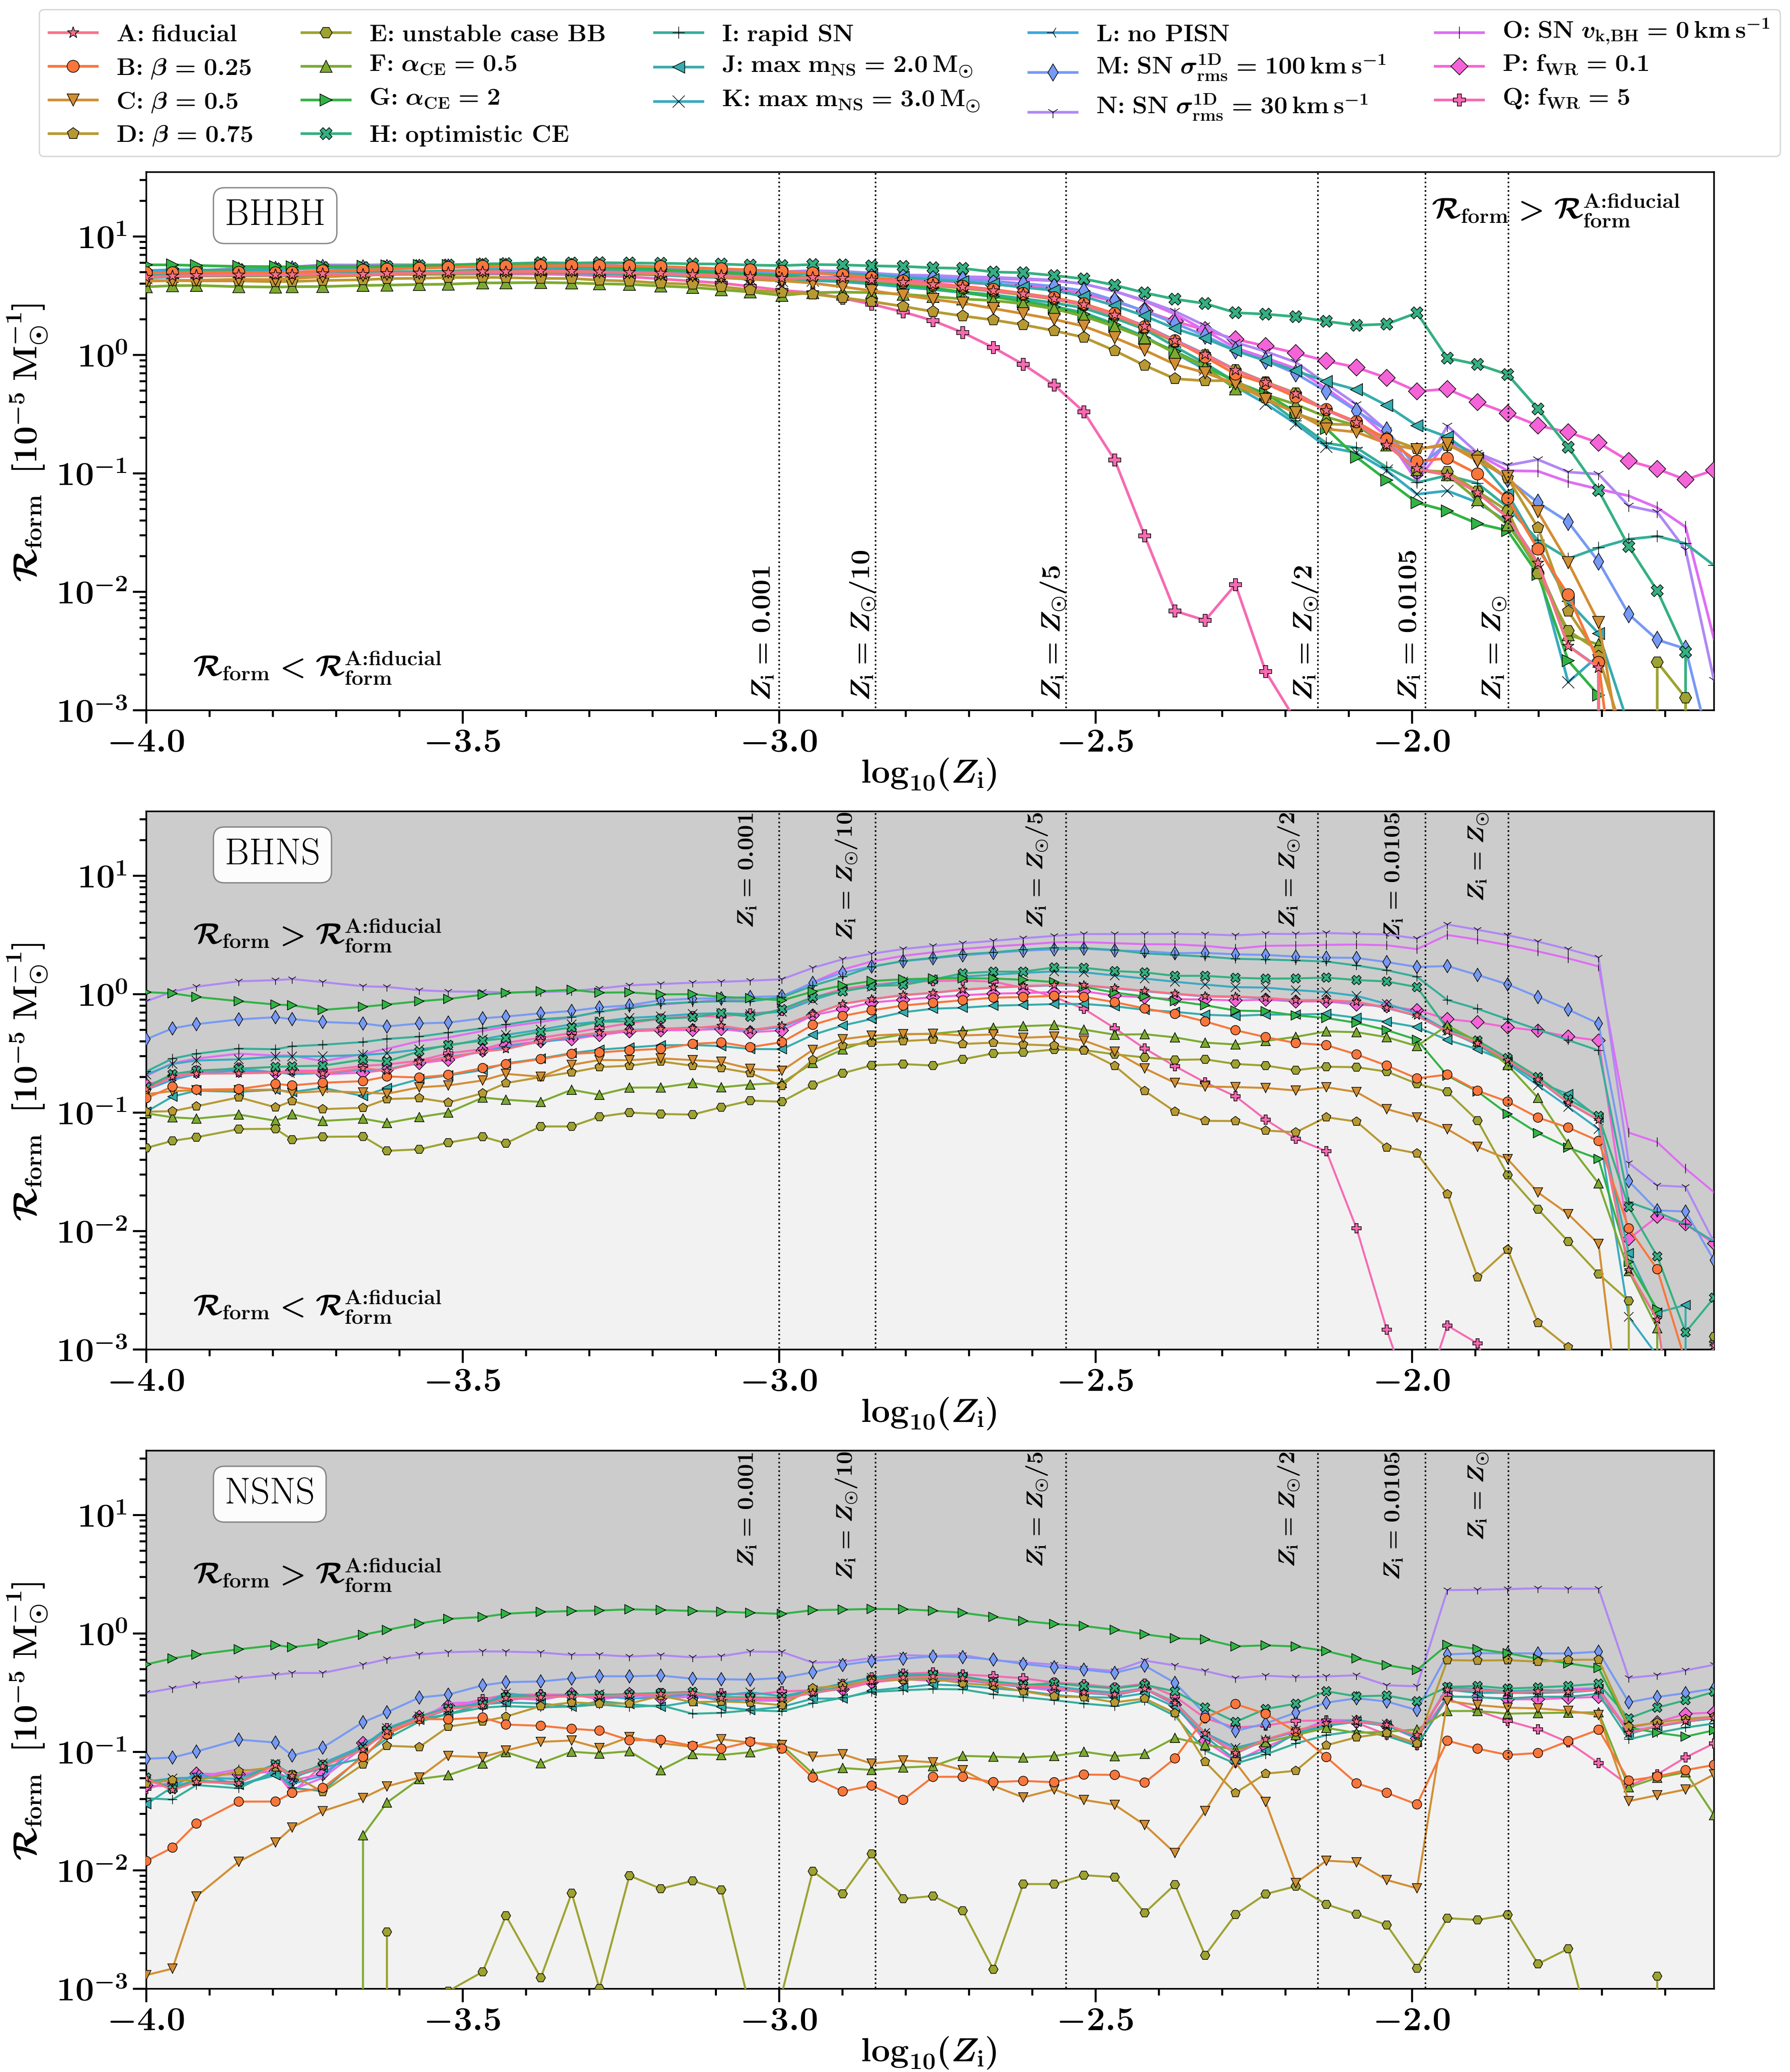 A: fiducial
B: β = 0.25
C: β = 0.5
D: β = 0.75
E: unstable case BB
F: α_CE = 0.5
G: α_CE = 2
H: optimistic CE
I: rapid SN
J: max m_NS = 2.0 M_⊙
K: max m_NS = 3.0 M_⊙
L: no PISN
M: SN σ_rms^1D = 100 km s^−1
N: SN σ_rms^1D = 30 km s^−1
O: SN v_k,BH = 0 km s^−1
P: f_WR = 0.1
Q: f_WR = 5
BHBH
R_form > R_form^A:fiducial
R_form < R_form^A:fiducial
R_form [10^−5 M_⊙^−1]
10^1
10^0
10^−1
10^−2
10^−3
Z_i = 0.001
Z_i = Z_⊙/10
Z_i = Z_⊙/5
Z_i = Z_⊙/2
Z_i = 0.0105
Z_i = Z_⊙
−4.0 −3.5 −3.0 −2.5 −2.0
log_10(Z_i)
BHNS
R_form > R_form^A:fiducial
R_form < R_form^A:fiducial
R_form [10^−5 M_⊙^−1]
10^1
10^0
10^−1
10^−2
10^−3
Z_i = 0.001
Z_i = Z_⊙/10
Z_i = Z_⊙/5
Z_i = Z_⊙/2
Z_i = 0.0105
Z_i = Z_⊙
−4.0 −3.5 −3.0 −2.5 −2.0
log_10(Z_i)
NSNS
R_form > R_form^A:fiducial
R_form [10^−5 M_⊙^−1]
10^1
10^0
10^−1
10^−2
10^−3
Z_i = 0.001
Z_i = Z_⊙/10
Z_i = Z_⊙/5
Z_i = Z_⊙/2
Z_i = 0.0105
Z_i = Z_⊙
−4.0 −3.5 −3.0 −2.5 −2.0
log_10(Z_i)